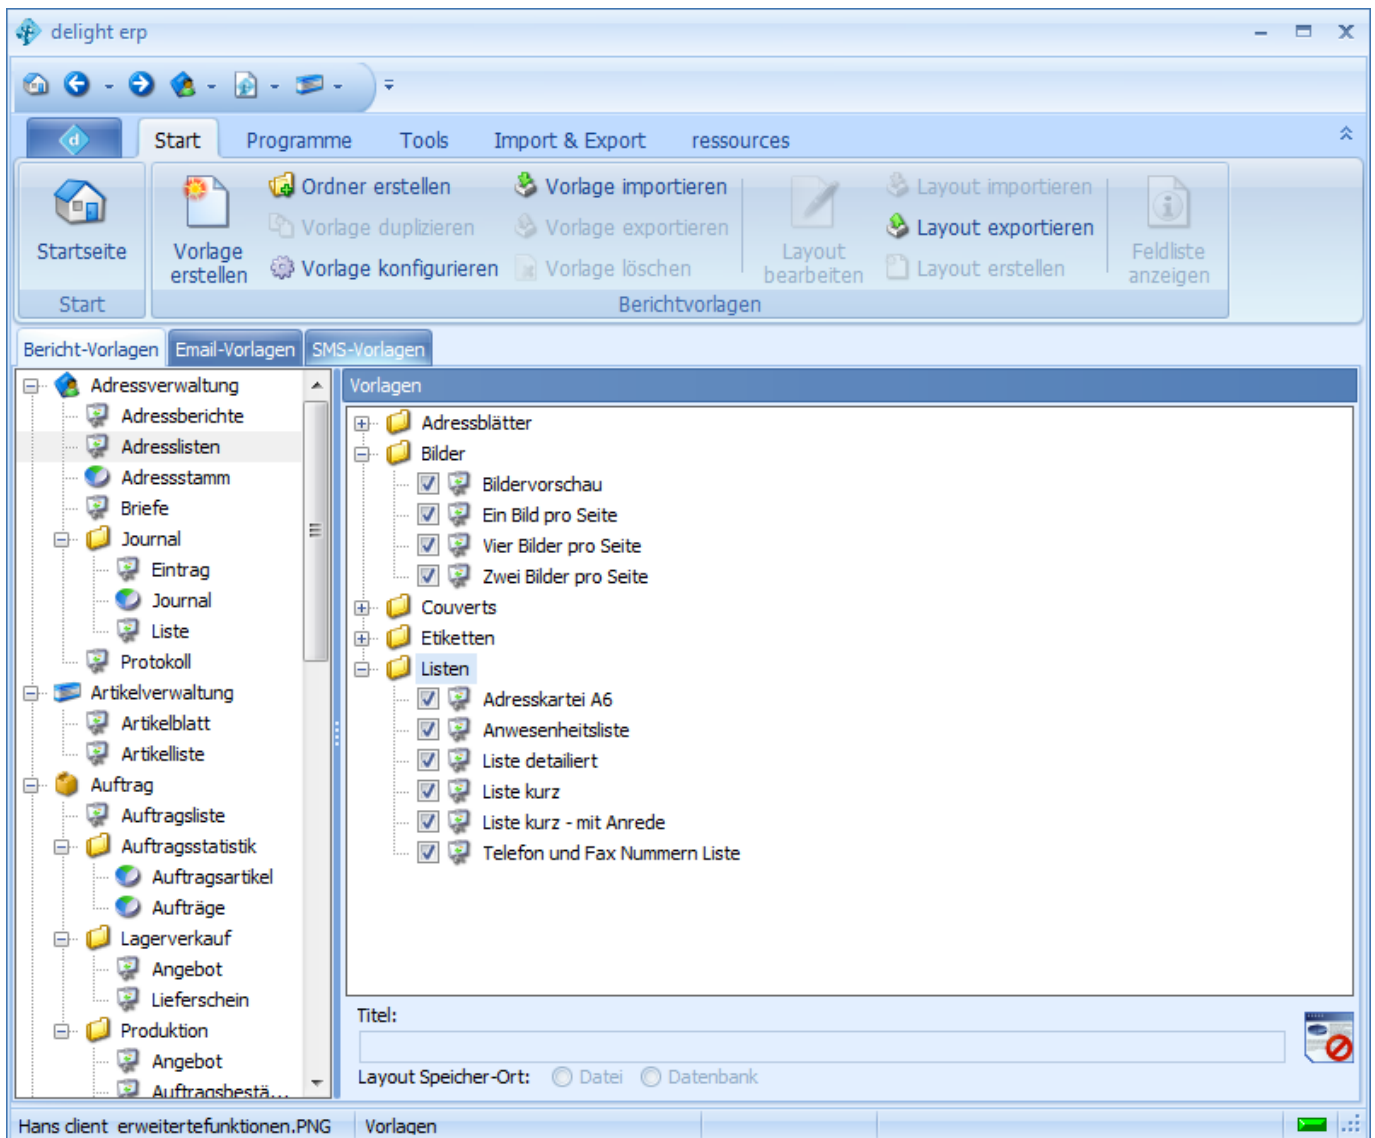 delight erp
Start Programme Tools Import & Export ressources
Startseite
Vorlage erstellen
Ordner erstellen
Vorlage duplizieren
Vorlage konfigurieren
Vorlage importieren
Vorlage exportieren
Vorlage löschen
Layout bearbeiten
Layout importieren
Layout exportieren
Layout erstellen
Feldliste anzeigen
Start
Berichtvorlagen
Bericht-Vorlagen Email-Vorlagen SMS-Vorlagen
Adressverwaltung
Adressberichte
Adresslisten
Adressstamm
Briefe
Journal
Eintrag
Journal
Liste
Protokoll
Artikelverwaltung
Artikelblatt
Artikelliste
Auftrag
Auftragsliste
Auftragsstatistik
Auftragsartikel
Aufträge
Lagerverkauf
Angebot
Lieferschein
Produktion
Angebot
Auftragsbestä...
Vorlagen
Adressblätter
Bilder
Bildervorschau
Ein Bild pro Seite
Vier Bilder pro Seite
Zwei Bilder pro Seite
Couverts
Etiketten
Listen
Adresskartei A6
Anwesenheitsliste
Liste detailiert
Liste kurz
Liste kurz - mit Anrede
Telefon und Fax Nummern Liste
Titel:
Layout Speicher-Ort: Datei Datenbank
Hans client erweitertefunktionen.PNG Vorlagen